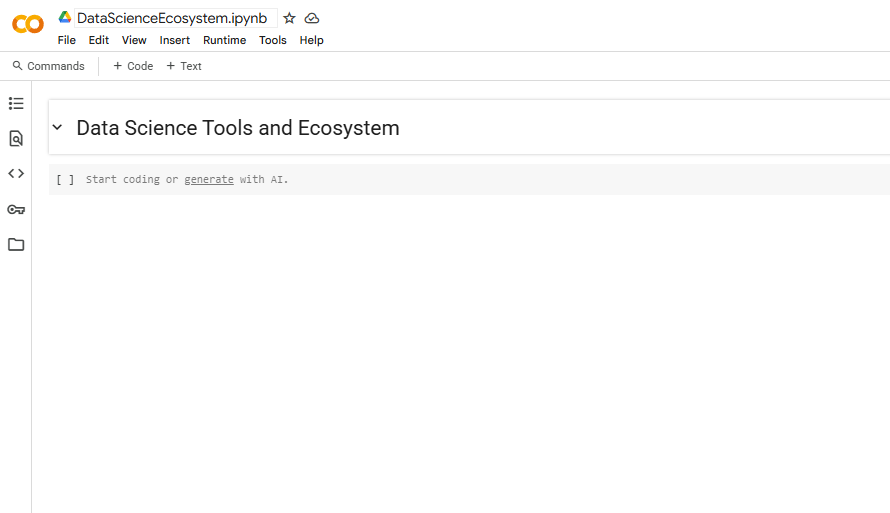 DataScienceEcosystem.ipynb
File Edit View Insert Runtime Tools Help
Commands + Code + Text
Data Science Tools and Ecosystem
[ ] Start coding or generate with AI.